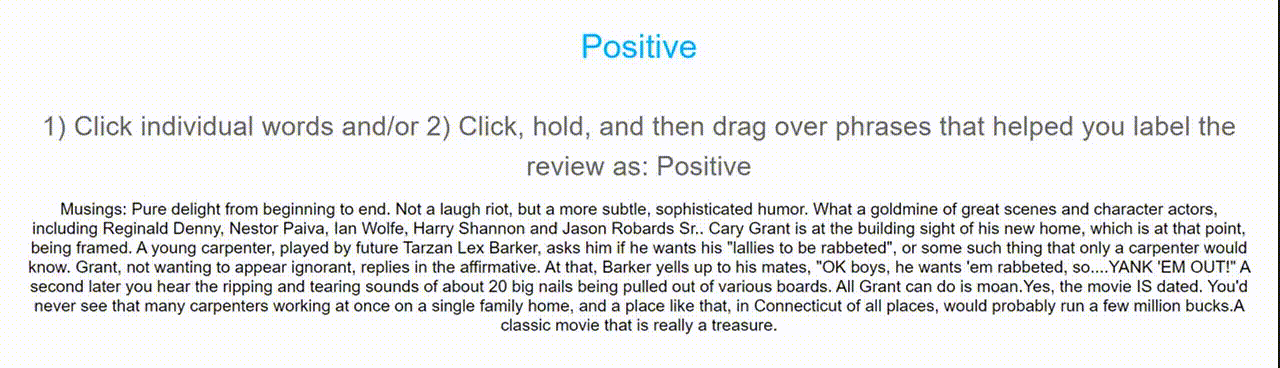 Positive
1) Click individual words and/or 2) Click, hold, and then drag over phrases that helped you label the
review as: Positive
Musings: Pure delight from beginning to end. Not a laugh riot, but a more subtle, sophisticated humor. What a goldmine of great scenes and character actors,
including Reginald Denny, Nestor Paiva, Ian Wolfe, Harry Shannon and Jason Robards Sr.. Cary Grant is at the building sight of his new home, which is at that point,
being framed. A young carpenter, played by future Tarzan Lex Barker, asks him if he wants his "lallies to be rabbeted", or some such thing that only a carpenter would
know. Grant, not wanting to appear ignorant, replies in the affirmative. At that, Barker yells up to his mates, "OK boys, he wants 'em rabbeted, so....YANK 'EM OUT!" A
second later you hear the ripping and tearing sounds of about 20 big nails being pulled out of various boards. All Grant can do is moan.Yes, the movie IS dated. You'd
never see that many carpenters working at once on a single family home, and a place like that, in Connecticut of all places, would probably run a few million bucks.A
classic movie that is really a treasure.